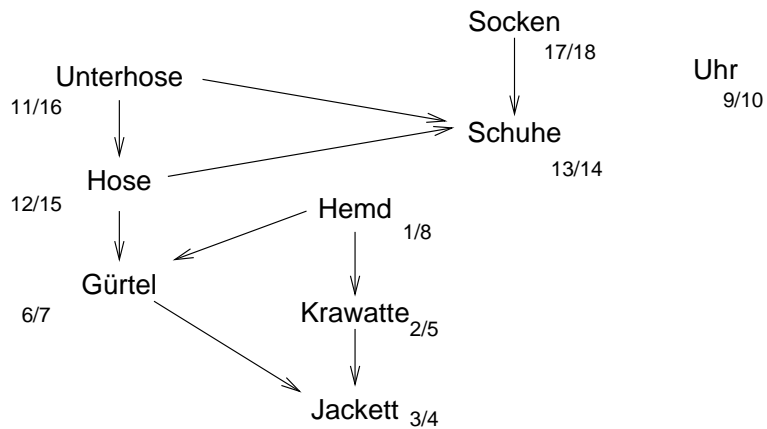 Socken
17/18
Unterhose
11/16
Uhr
9/10
Schuhe
13/14
Hose
12/15
Hemd
1/8
Gürtel
6/7
Krawatte
2/5
Jackett
3/4